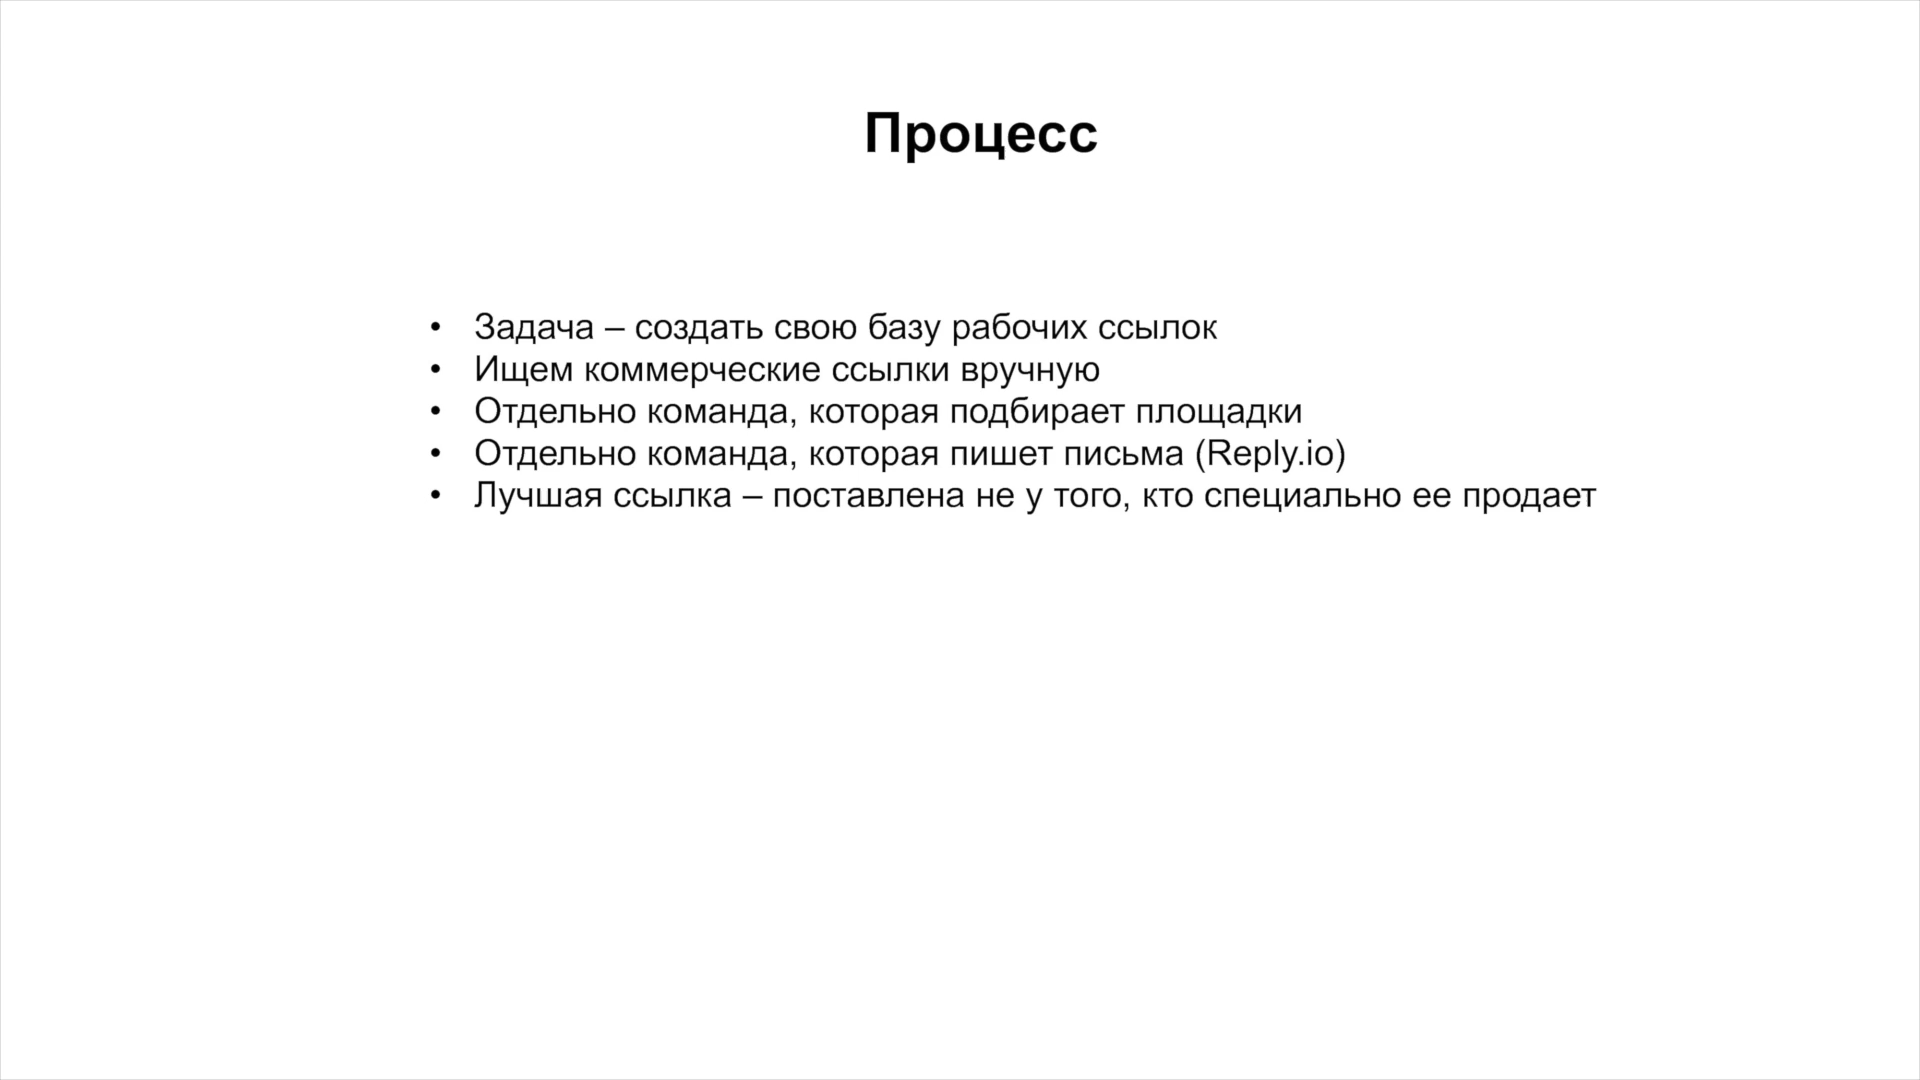 Процесс
• Задача – создать свою базу рабочих ссылок
• Ищем коммерческие ссылки вручную
• Отдельно команда, которая подбирает площадки
• Отдельно команда, которая пишет письма (Reply.io)
• Лучшая ссылка – поставлена не у того, кто специально ее продает